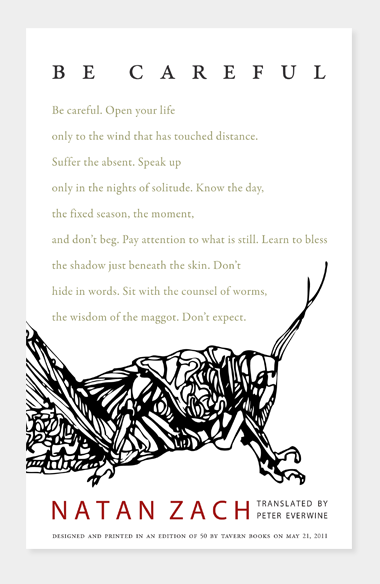 BE CAREFUL
Be careful. Open your life
only to the wind that has touched distance.
Suffer the absent. Speak up
only in the nights of solitude. Know the day,
the fixed season, the moment,
and don't beg. Pay attention to what is still. Learn to bless
the shadow just beneath the skin. Don't
hide in words. Sit with the counsel of worms,
the wisdom of the maggot. Don't expect.
NATAN ZACH
TRANSLATED BY
PETER EVERWINE
DESIGNED AND PRINTED IN AN EDITION OF 50 BY TAVERN BOOKS ON MAY 21, 2011